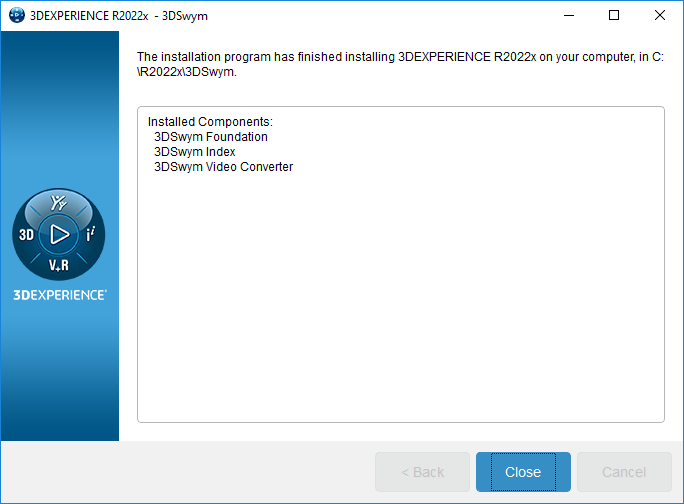 3DEXPERIENCE R2022x - 3DSwym
The installation program has finished installing 3DEXPERIENCE R2022x on your computer, in C:
\R2022x\3DSwym.
Installed Components:
3DSwym Foundation
3DSwym Index
3DSwym Video Converter
3D
i²
V+R
3DEXPERIENCE
< Back
Close
Cancel